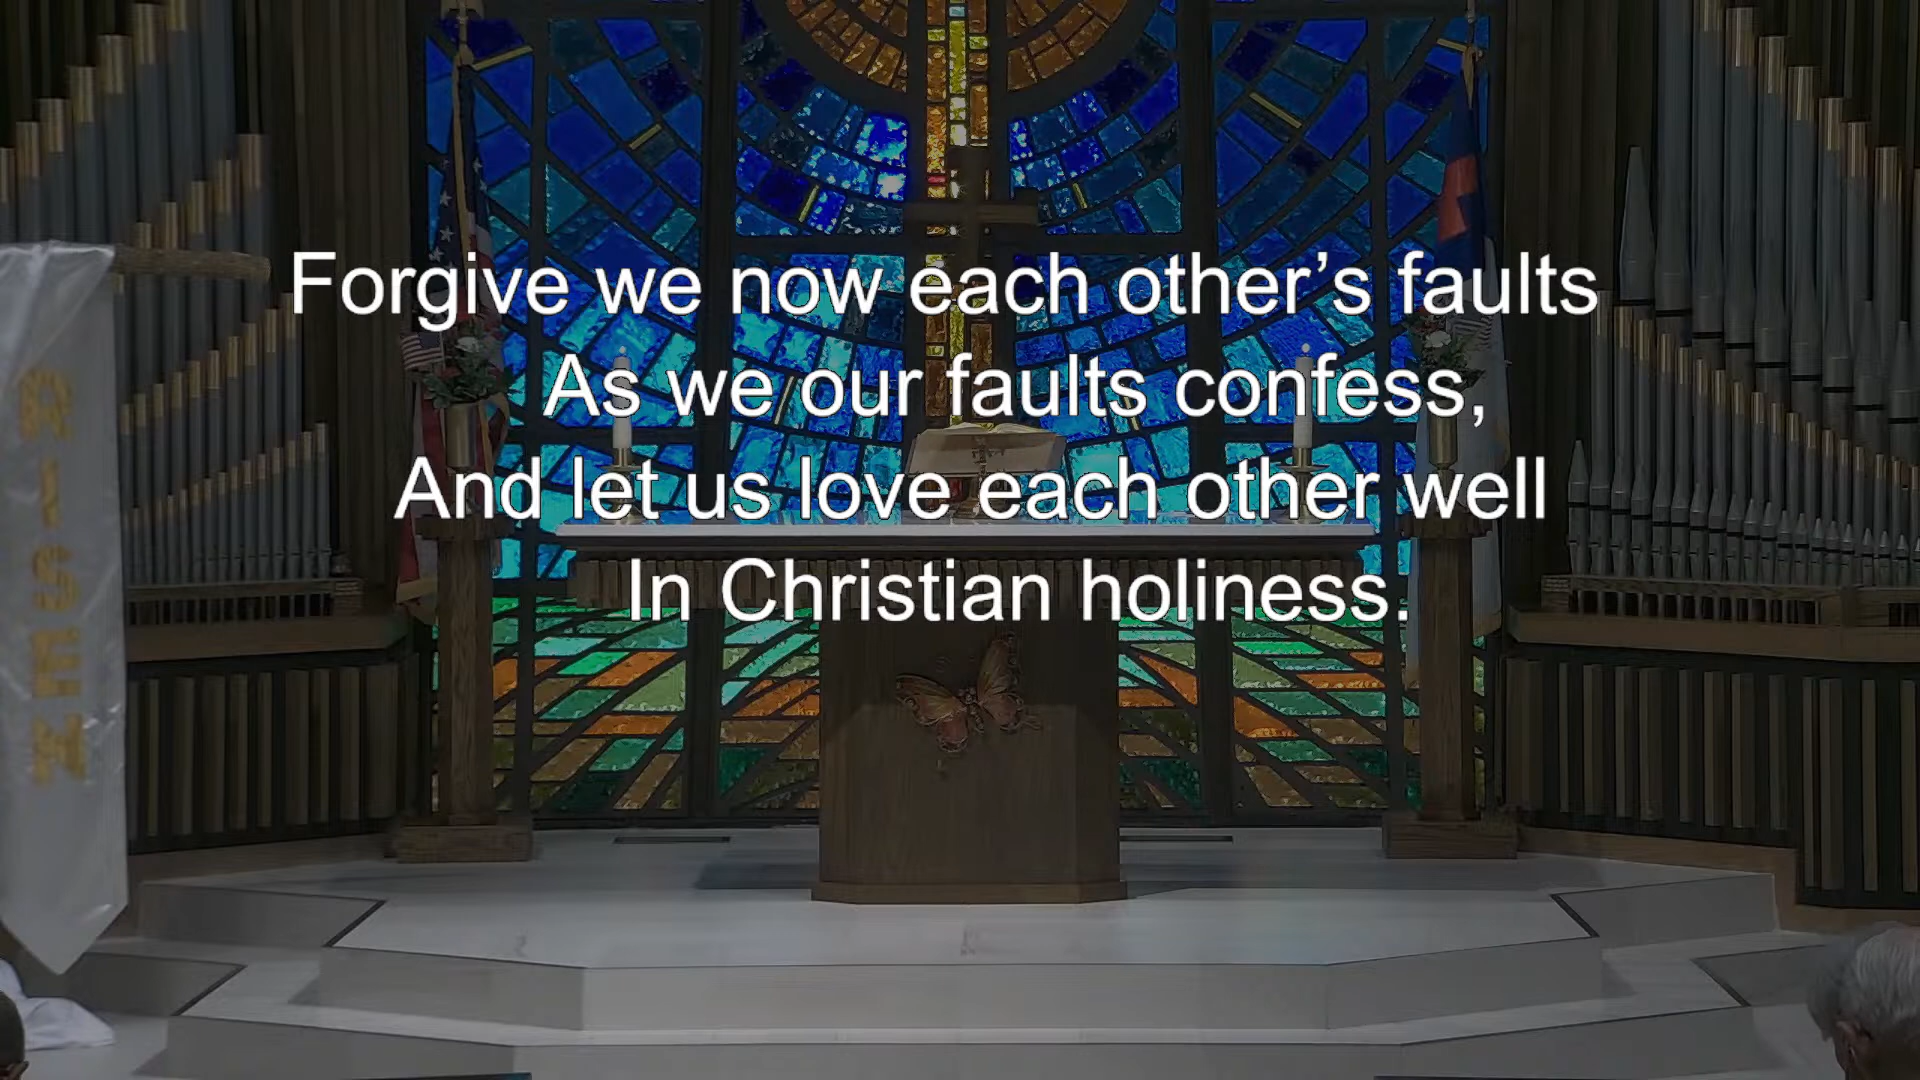 Forgive we now each other’s faults
As we our faults confess,
And let us love each other well
In Christian holiness.
RISEN